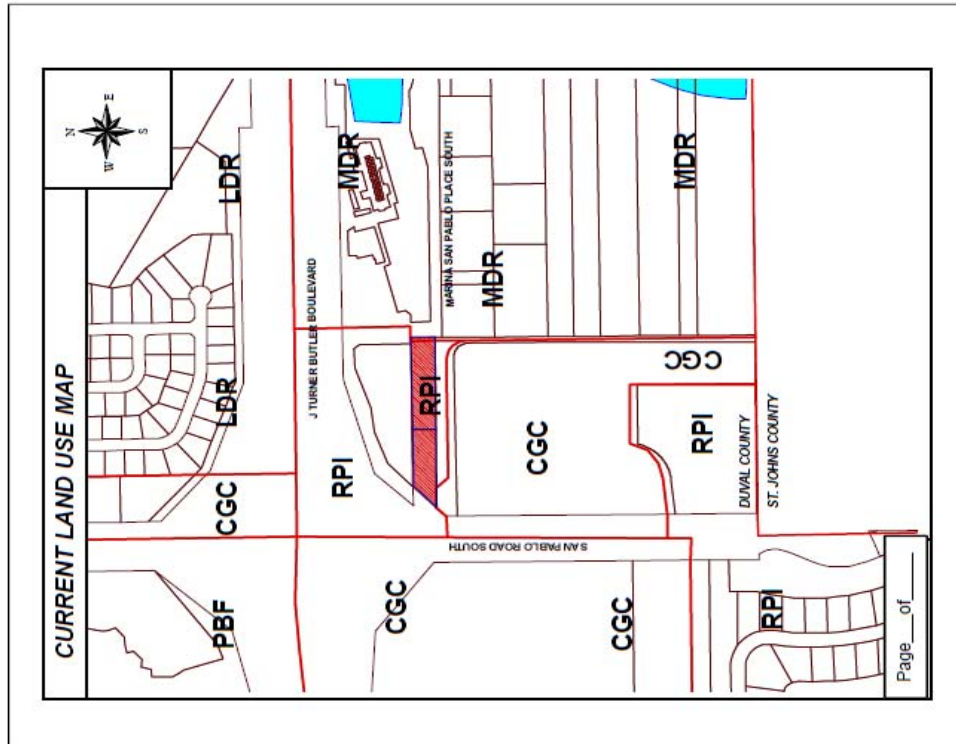 CURRENT LAND USE MAP
N
E
W
S
PBF
CGC
LDR
LDR
J TURNER BUTLER BOULEVARD
RPI
MDR
CGC
RPI
MARINA SAN PABLO PLACE SOUTH
MDR
SAN PABLO ROAD SOUTH
CGC
CGC
MDR
RPI
CGC
DUVAL COUNTY
ST. JOHNS COUNTY
RPI
Page__of____